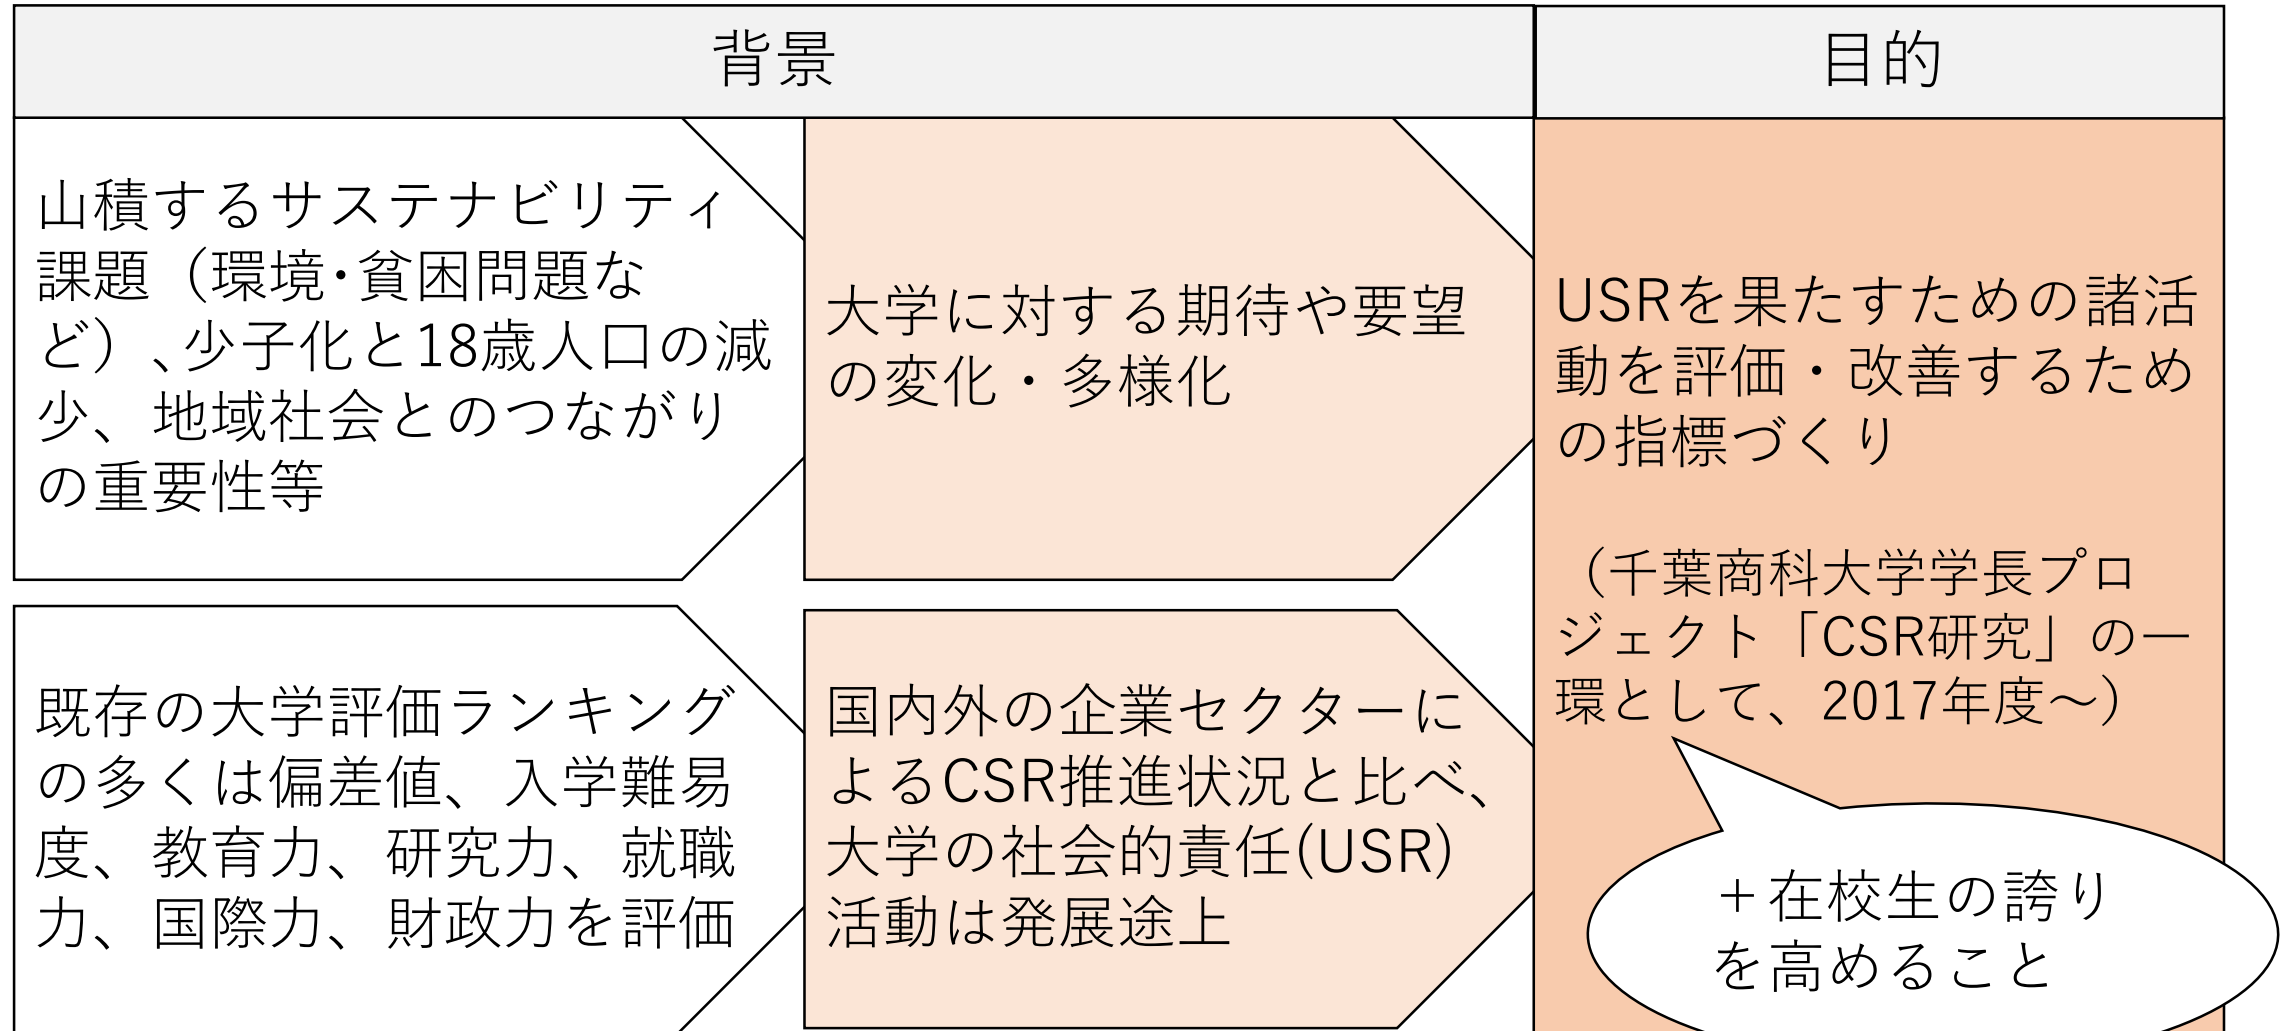 背景
目的
山積するサステナビリティ
課題（環境･貧困問題な
ど）､少子化と18歳人口の減
少、地域社会とのつながり
の重要性等
大学に対する期待や要望
の変化・多様化
既存の大学評価ランキング
の多くは偏差値、入学難易
度、教育力、研究力、就職
力、国際力、財政力を評価
国内外の企業セクターに
よるCSR推進状況と比べ、
大学の社会的責任(USR)
活動は発展途上
USRを果たすための諸活
動を評価・改善するため
の指標づくり
（千葉商科大学学長プロ
ジェクト「CSR研究」の一
環として、2017年度～）
＋在校生の誇り
を高めること